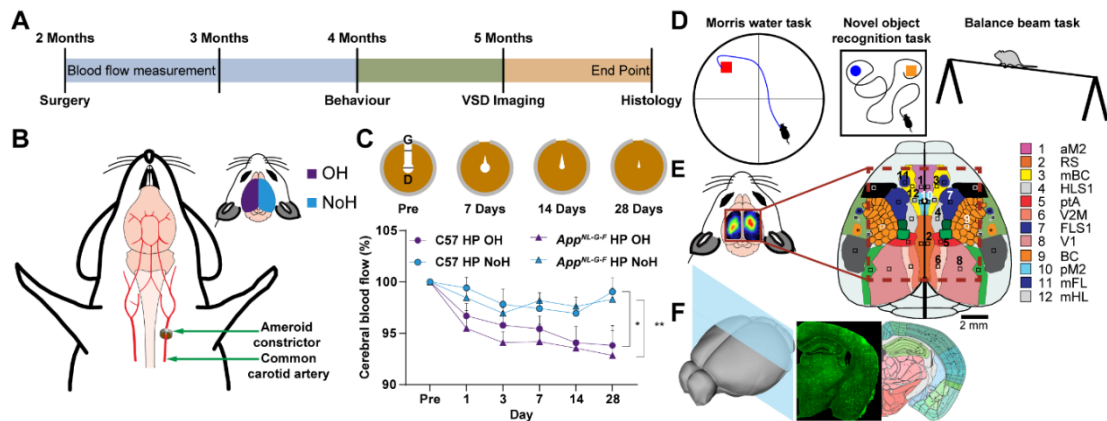 A
2 Months 3 Months 4 Months 5 Months
Blood flow measurement End Point
Surgery Behaviour VSD Imaging Histology
B
OH
NoH
Ameroid
constrictor
Common
carotid artery
C
G
D
Pre 7 Days 14 Days 28 Days
C57 HP OH App^NL-G-F HP OH
C57 HP NoH App^NL-G-F HP NoH
Cerebral blood flow (%)
105
100
95
90
* **
Pre 1 3 7 14 28
Day
D
Morris water task
Novel object
recognition task
Balance beam task
E
1 aM2
2 RS
3 mBC
4 HLS1
5 ptA
6 V2M
7 FLS1
8 V1
9 BC
10 pM2
11 mFL
12 mHL
* Bregma
2 mm
F